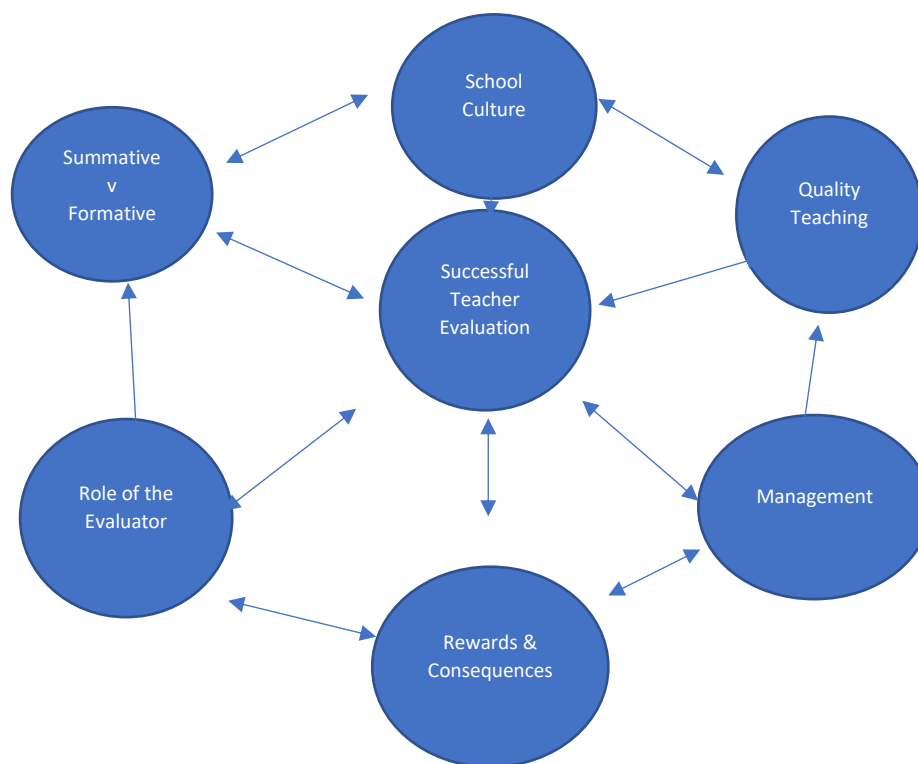 School
Culture
Summative
v
Formative
Quality
Teaching
Successful
Teacher
Evaluation
Role of the
Evaluator
Management
Rewards &
Consequences